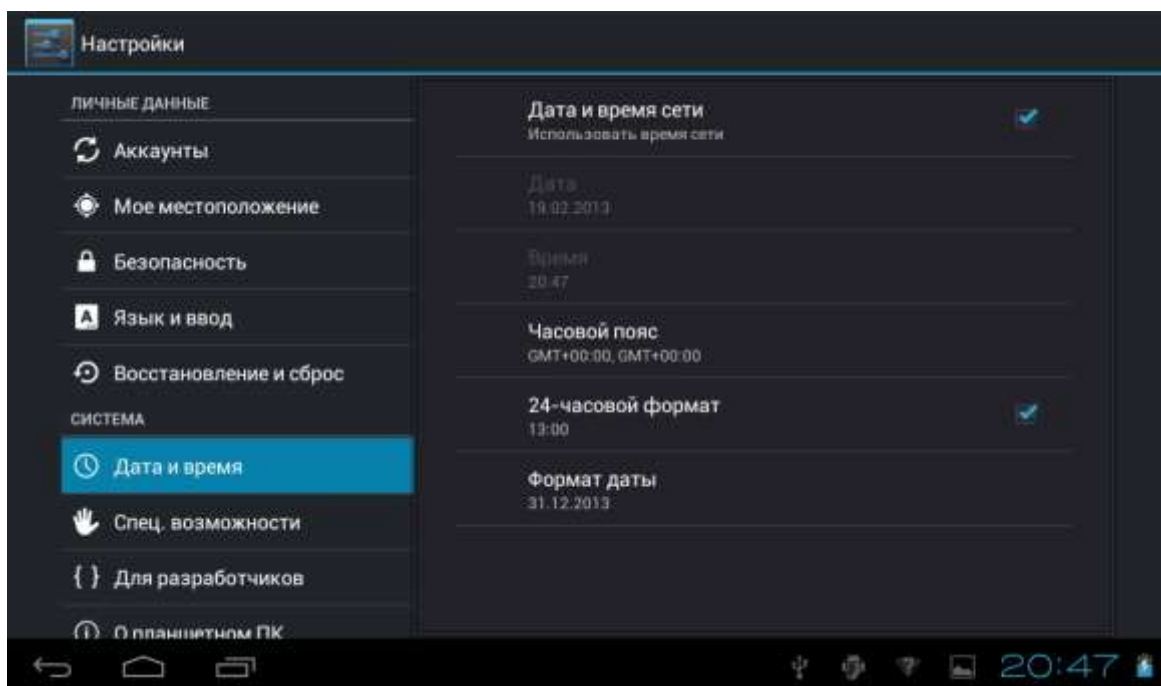 Настройки
ЛИЧНЫЕ ДАННЫЕ
Аккаунты
Мое местоположение
Безопасность
Язык и ввод
Восстановление и сброс
СИСТЕМА
Дата и время
Спец. возможности
{ } Для разработчиков
О планшетном ПК
Дата и время сети
Использовать время сети
Дата
19.02.2013
Время
20:47
Часовой пояс
GMT+00:00, GMT+00:00
24-часовой формат
13:00
Формат даты
31.12.2013
20:47